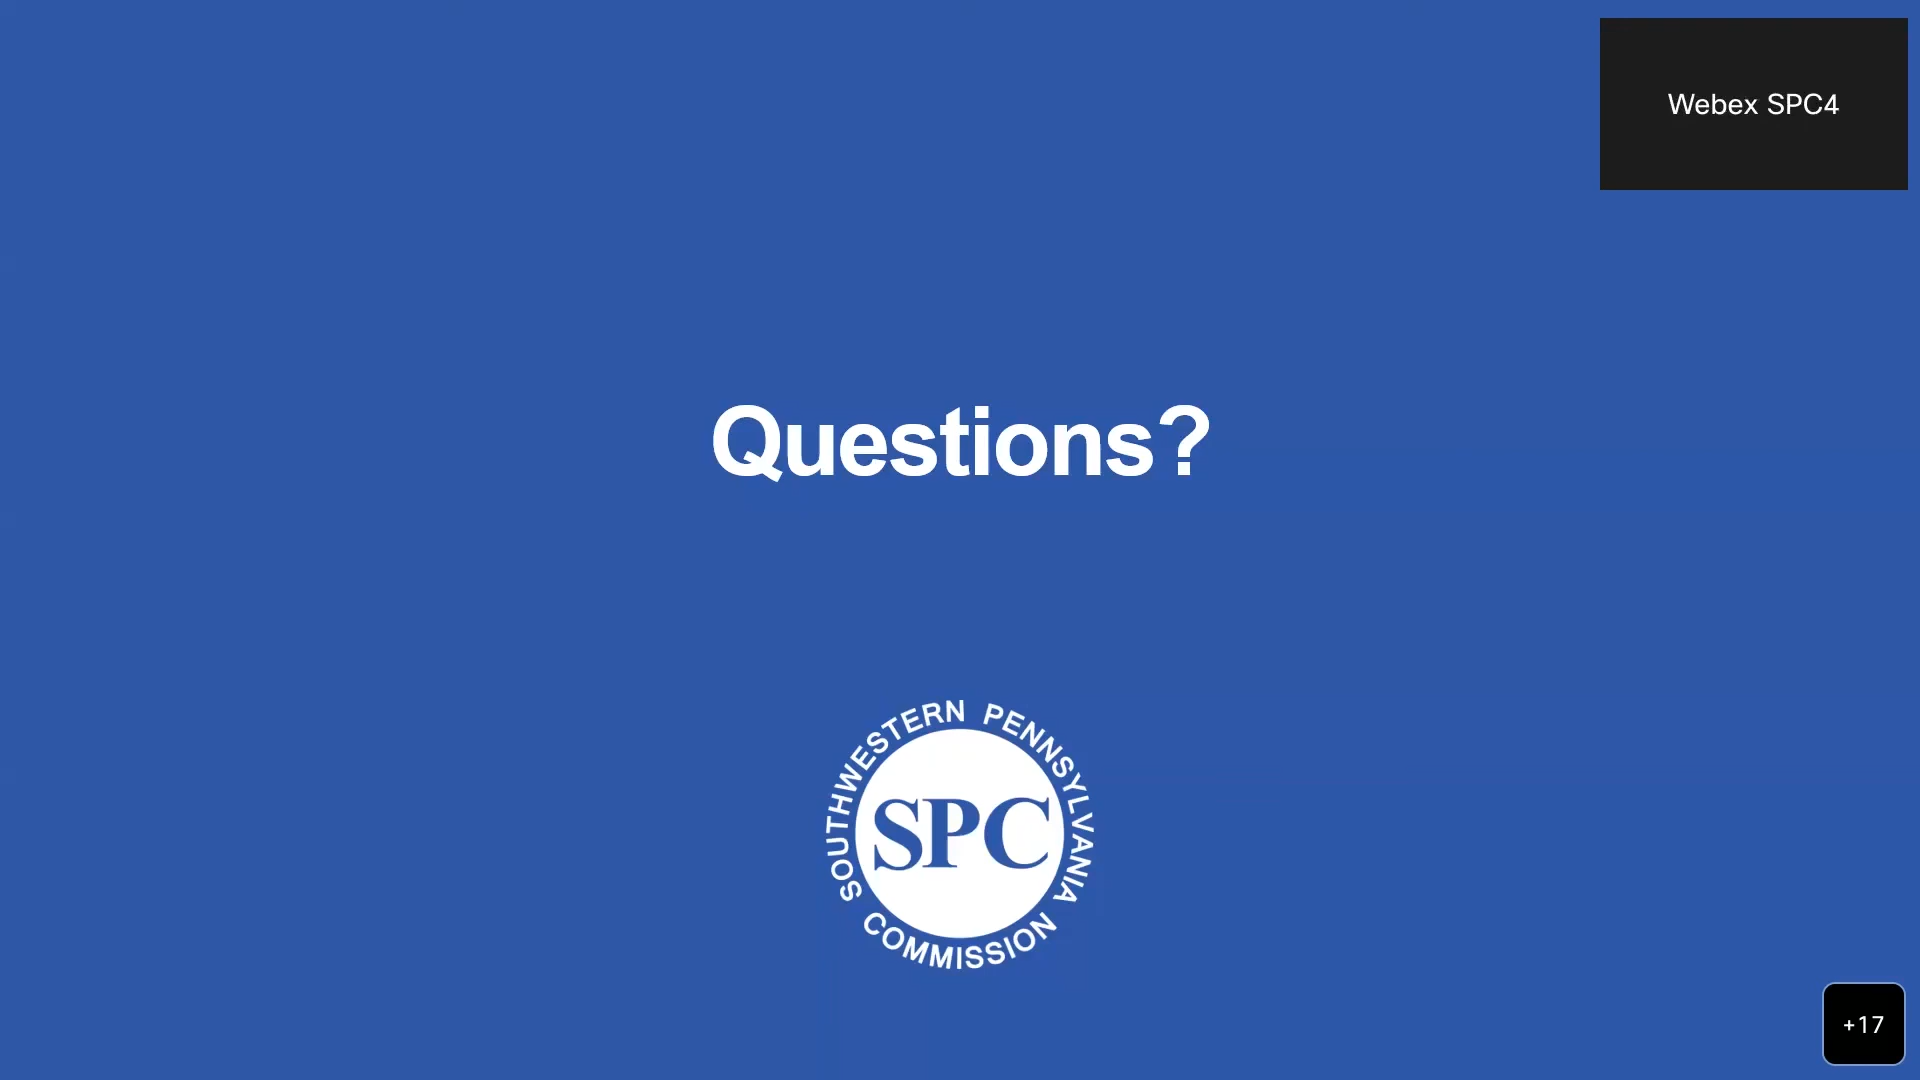 Webex SPC4
Questions?
SOUTHWESTERN PENNSYLVANIA
SPC
COMMISSION
+17